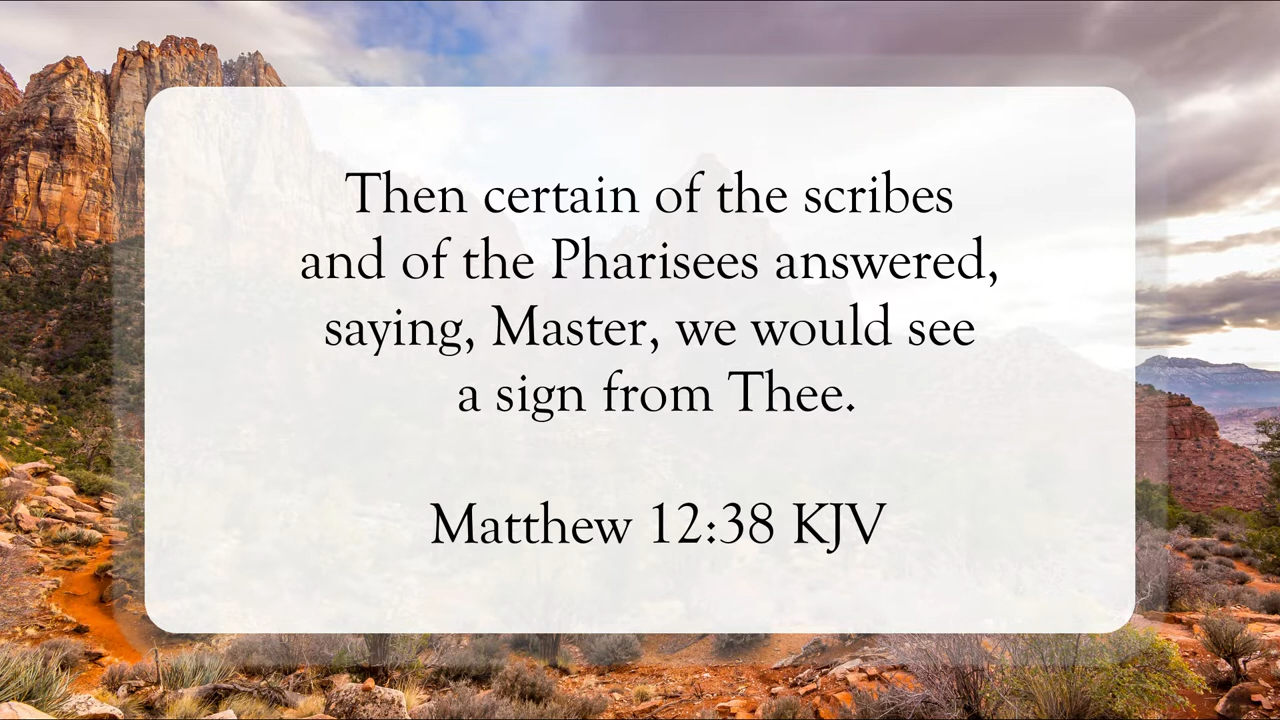 Then certain of the scribes
and of the Pharisees answered,
saying, Master, we would see
a sign from Thee.
Matthew 12:38 KJV